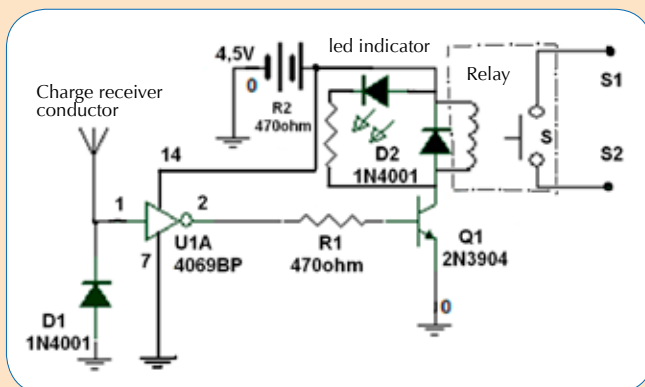 4,5V
led indicator
0
Relay
S1
Charge receiver
conductor
R2
470ohm
14
S
D2
1N4001
S2
1
2
U1A
4069BP
R1
470ohm
Q1
2N3904
7
D1
1N4001
0